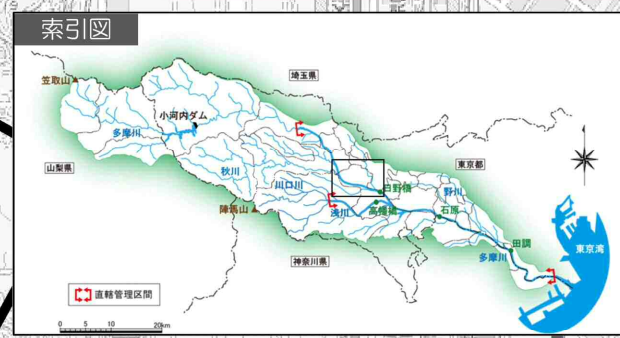 索引図
埼玉県
笠取山
小河内ダム
多摩川
東京都
山梨県
秋川
川口川
日野橋
野川
浅川
高幡橋
石原
陣馬山
田調
東京湾
多摩川
神奈川県
直轄管理区間
0 5 10 20km